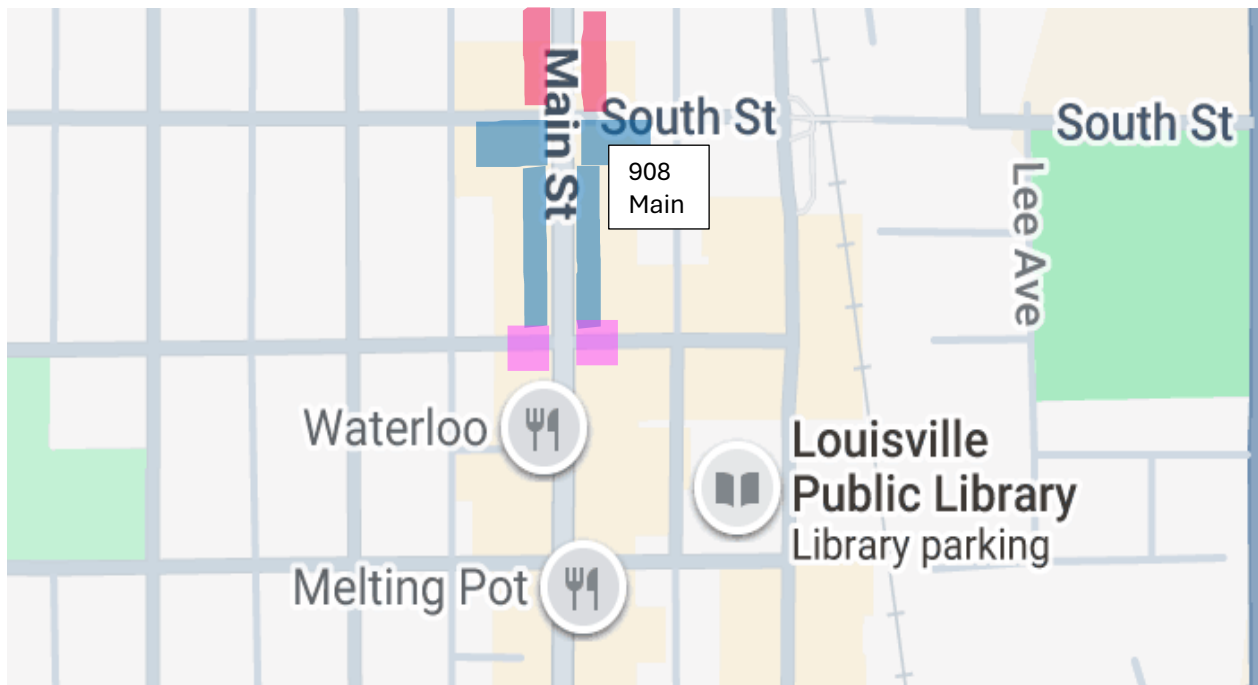 Main St
South St
South St
908
Main
Lee Ave
Waterloo
Louisville
Public Library
Library parking
Melting Pot